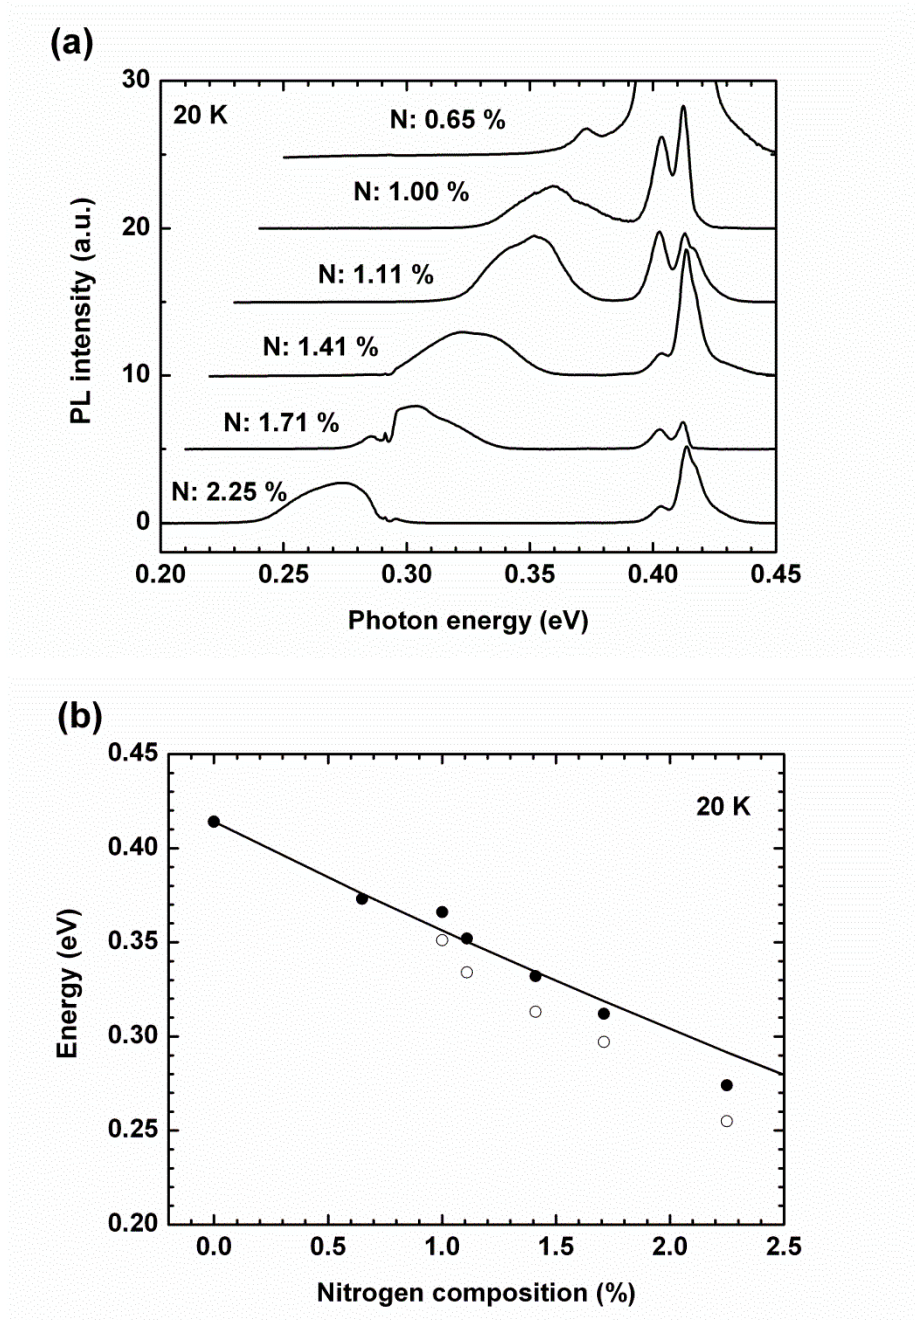 (a)
30
20 K
N: 0.65 %
N: 1.00 %
20
N: 1.11 %
PL intensity (a.u.)
N: 1.41 %
10
N: 1.71 %
N: 2.25 %
0
0.20 0.25 0.30 0.35 0.40 0.45
Photon energy (eV)
(b)
0.45
20 K
0.40
0.35
Energy (eV)
0.30
0.25
0.20
0.0 0.5 1.0 1.5 2.0 2.5
Nitrogen composition (%)